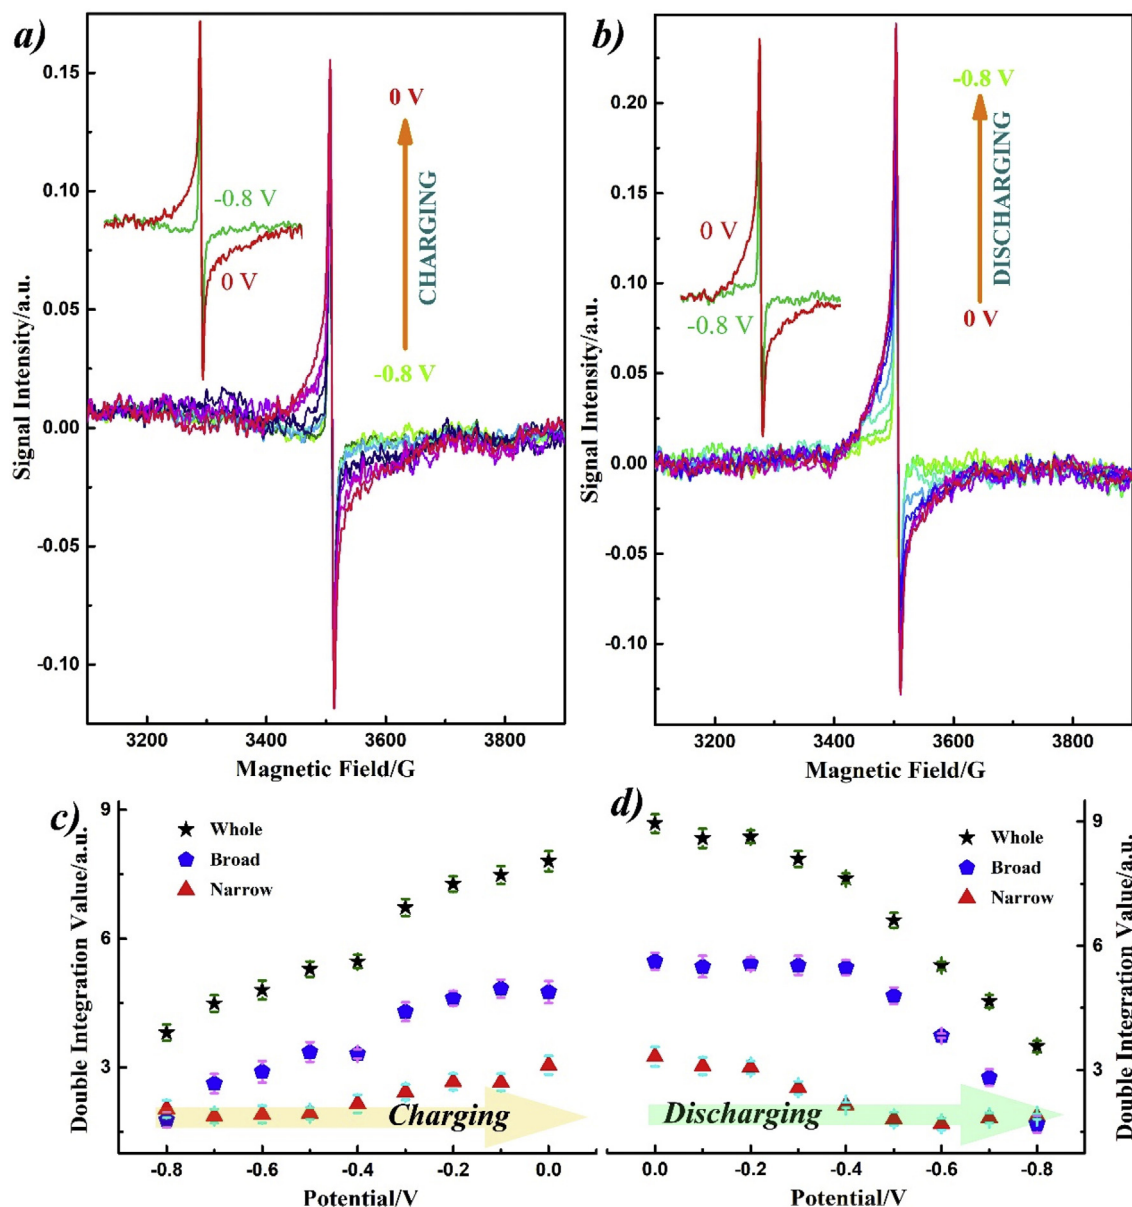 a)
0.15
0.10
0.05
0.00
-0.05
-0.10
Signal Intensity/a.u.
0 V
CHARGING
-0.8 V
-0.8 V
0 V
3200 3400 3600 3800
Magnetic Field/G
b)
0.20
0.15
0.10
0.05
0.00
-0.05
-0.10
Signal Intensity/a.u.
-0.8 V
DISCHARGING
0 V
0 V
-0.8 V
3200 3400 3600 3800
Magnetic Field/G
c)
9
6
3
Double Integration Value/a.u.
Whole
Broad
Narrow
Charging
-0.8 -0.6 -0.4 -0.2 0.0
Potential/V
d)
9
6
3
Double Integration Value/a.u.
Whole
Broad
Narrow
Discharging
0.0 -0.2 -0.4 -0.6 -0.8
Potential/V